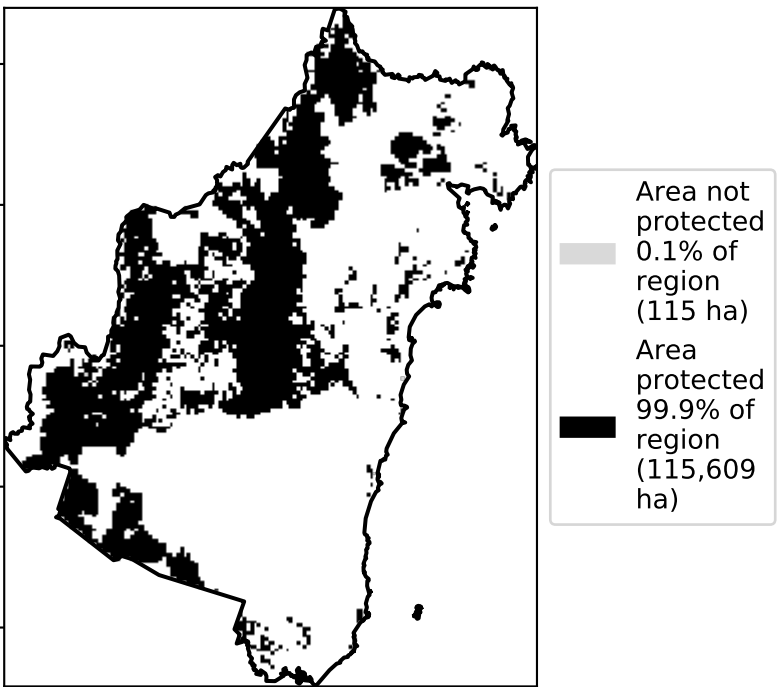 Area not
protected
0.1% of
region
(115 ha)
Area
protected
99.9% of
region
(115,609
ha)